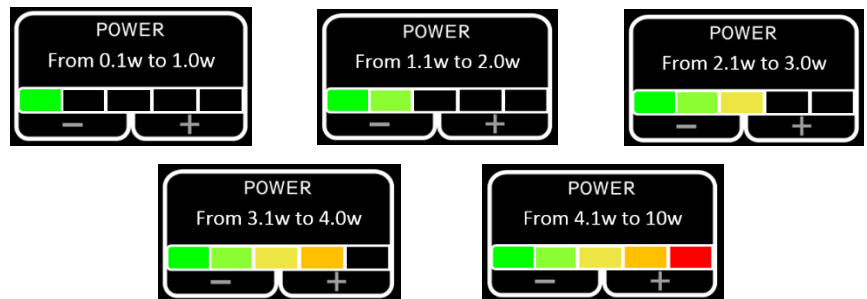 POWER
From 0.1w to 1.0w
− +
POWER
From 1.1w to 2.0w
− +
POWER
From 2.1w to 3.0w
− +
POWER
From 3.1w to 4.0w
− +
POWER
From 4.1w to 10w
− +